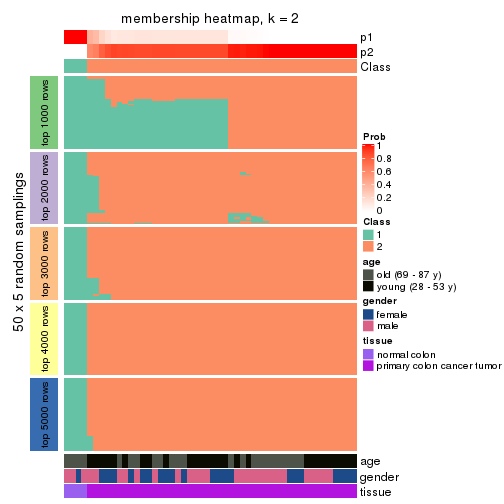 membership heatmap, k = 2
p1
p2
Class
50 x 5 random samplings
top 1000 rows
top 2000 rows
top 3000 rows
top 4000 rows
top 5000 rows
Prob
1
0.8
0.6
0.4
0.2
0
Class
1
2
age
old (69 - 87 y)
young (28 - 53 y)
gender
female
male
tissue
normal colon
primary colon cancer tumor
age
gender
tissue